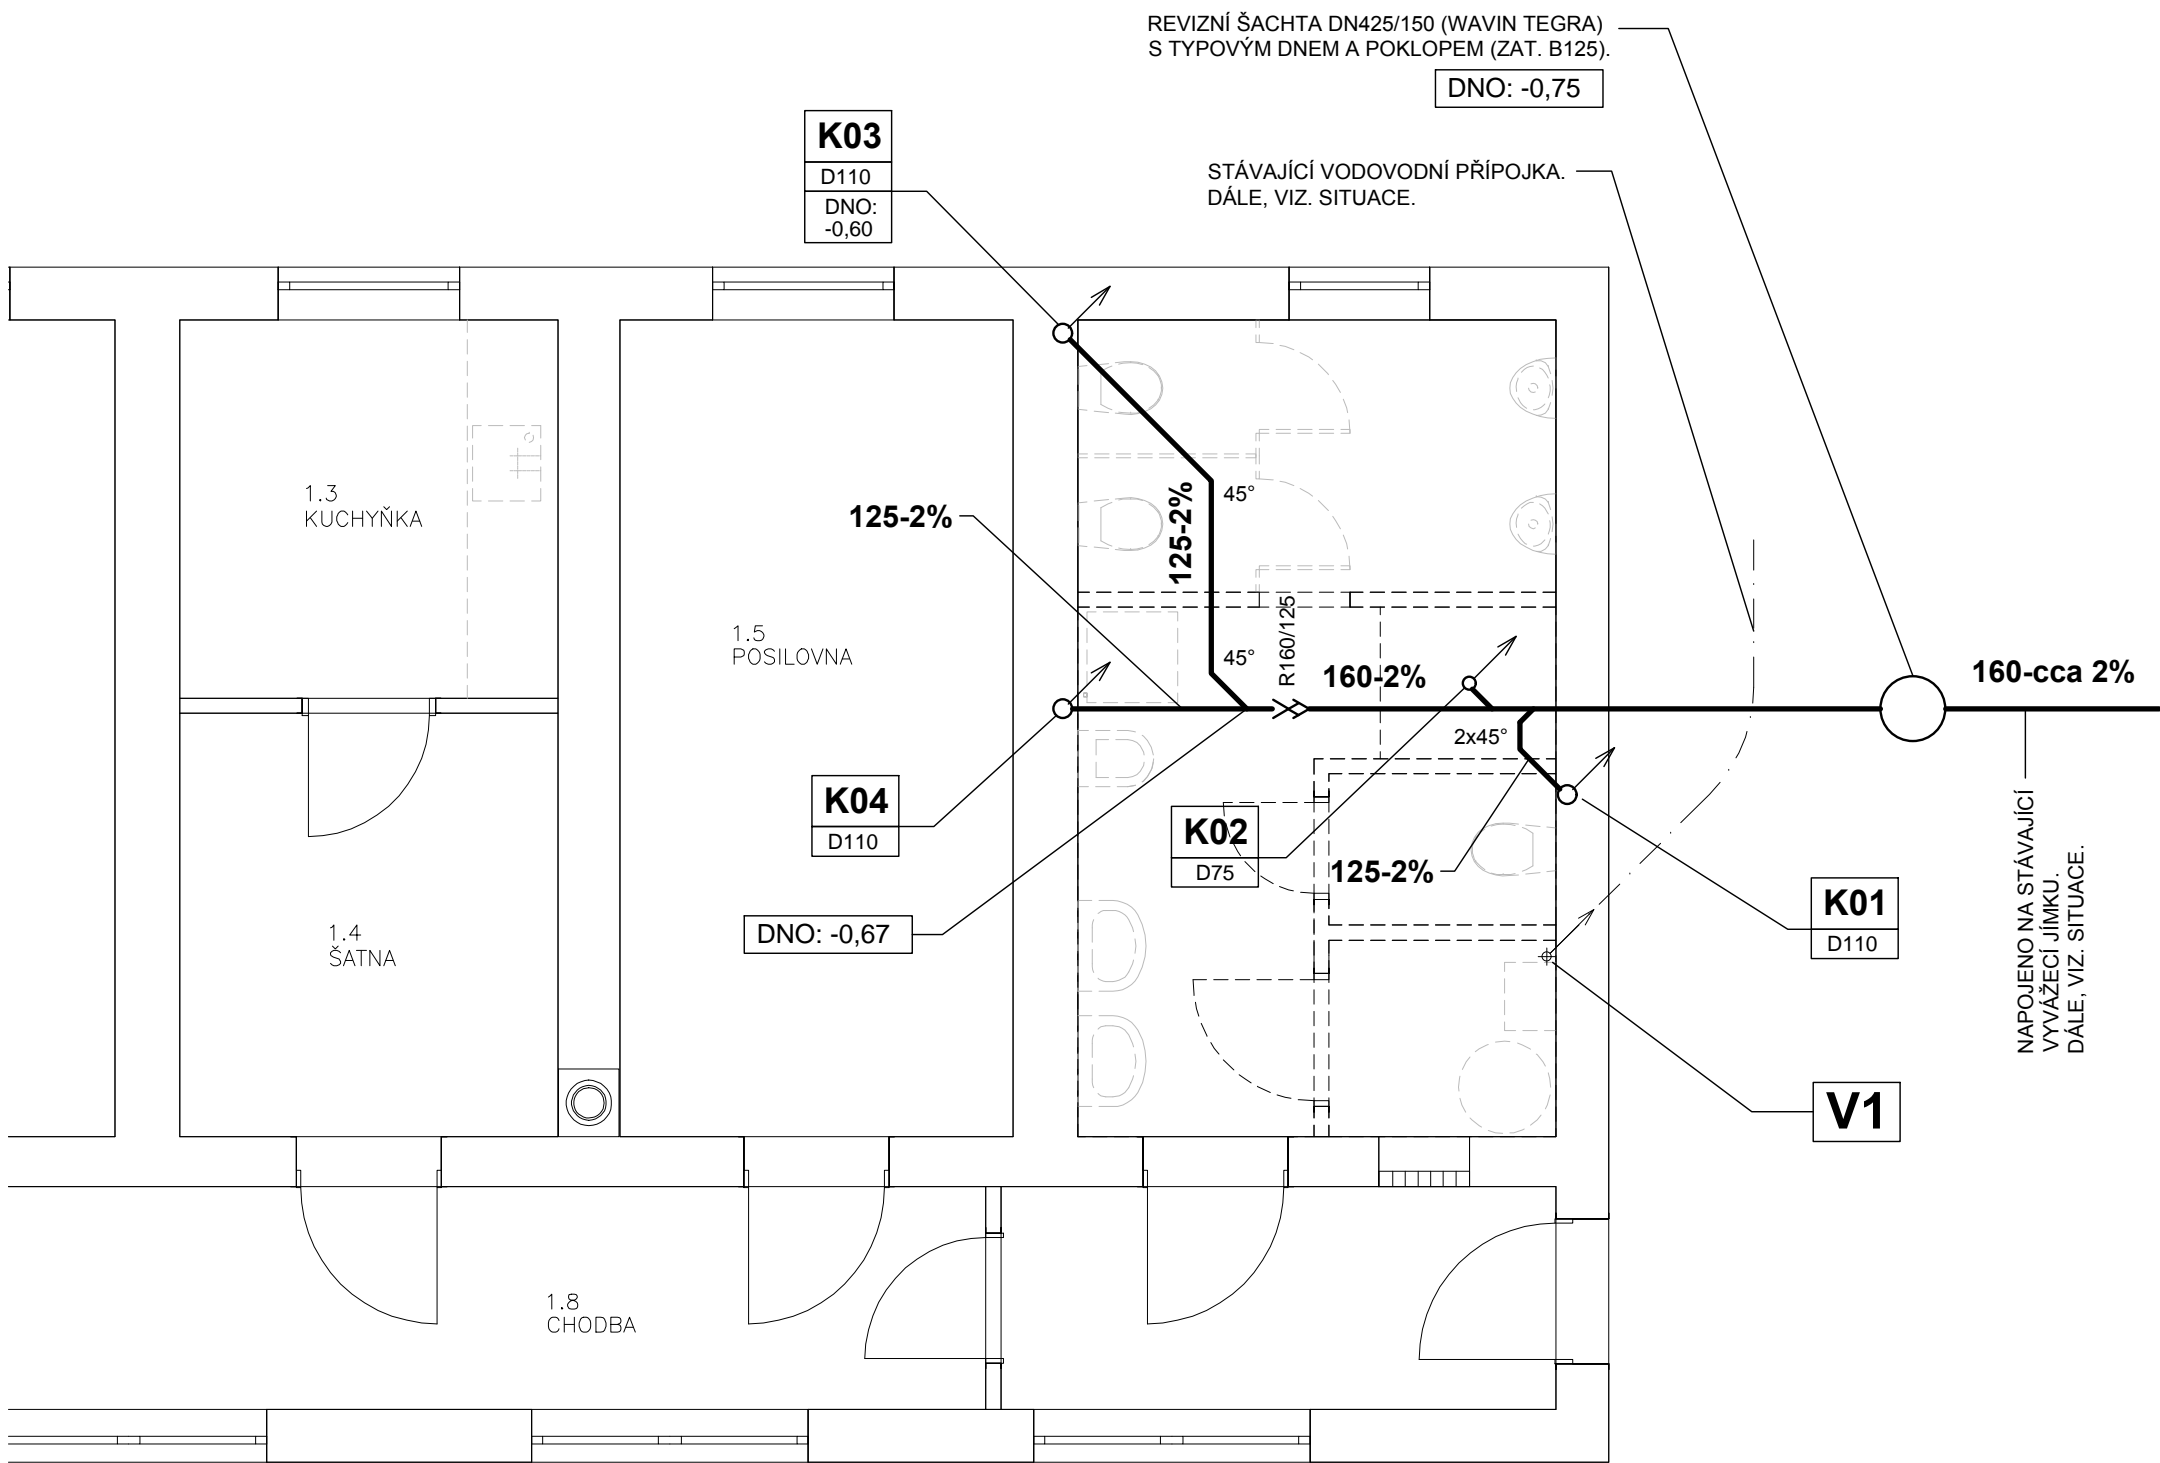 REVIZNÍ ŠACHTA DN425/150 (WAVIN TEGRA)
S TYPOVÝM DNEM A POKLOPEM (ZAT. B125).
DNO: -0,75
K03
D110
DNO:
-0,60
STÁVAJÍCÍ VODOVODNÍ PŘÍPOJKA.
DÁLE, VIZ. SITUACE.
1.3
KUCHYŇKA
125-2%
125-2%
45°
1.5
POSILOVNA
45°
R160/125
160-2%
160-cca 2%
2x45°
K04
D110
K02
D75
125-2%
K01
D110
NAPOJENO NA STÁVAJÍCÍ
VYVÁŽECÍ JÍMKU.
DÁLE, VIZ. SITUACE.
DNO: -0,67
1.4
ŠATNA
V1
1.8
CHODBA